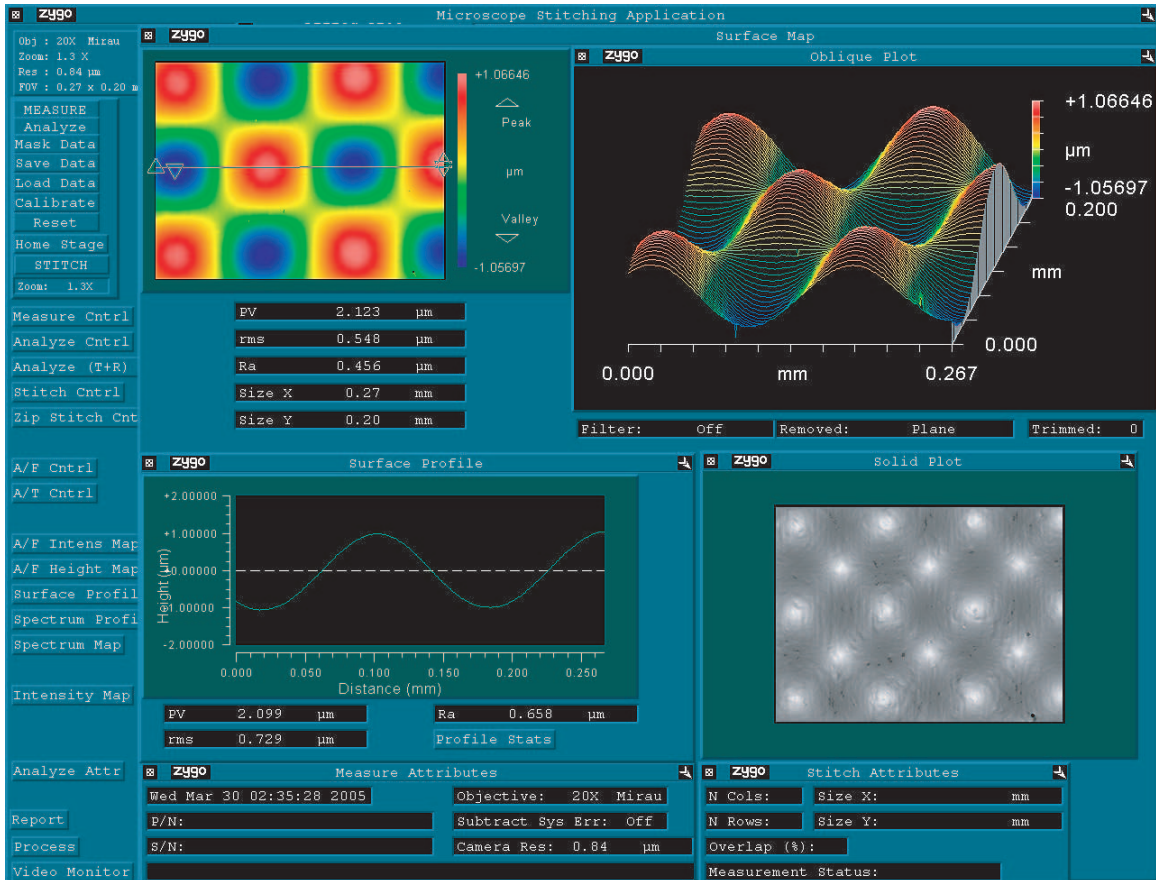 zygo Microscope Stitching Application
Obj : 20X Mirau
Zoom: 1.3 X
Res : 0.84 µm
FOV : 0.27 x 0.20 m
MEASURE
Analyze
Mask Data
Save Data
Load Data
Calibrate
Reset
Home Stage
STITCH
Zoom: 1.3X
Measure Cntrl
Analyze Cntrl
Analyze (T+R)
Stitch Cntrl
Zip Stitch Cnt
A/F Cntrl
A/T Cntrl
A/F Intens Map
A/F Height Map
Surface Profil
Spectrum Profi
Spectrum Map
Intensity Map
Analyze Attr
Report
Process
Video Monitor
zygo Surface Map
+1.06646
Peak
µm
Valley
-1.05697
PV 2.123 µm
rms 0.548 µm
Ra 0.456 µm
Size X 0.27 mm
Size Y 0.20 mm
zygo Oblique Plot
+1.06646
µm
-1.05697
0.200
mm
0.000
0.000 mm 0.267
Filter: Off Removed: Plane Trimmed: 0
zygo Surface Profile
+2.00000
+1.00000
+0.00000
-1.00000
-2.00000
Height (µm)
0.000 0.050 0.100 0.150 0.200 0.250
Distance (mm)
PV 2.099 µm Ra 0.658 µm
rms 0.729 µm Profile Stats
zygo Solid Plot
zygo Measure Attributes
Wed Mar 30 02:35:28 2005 Objective: 20X Mirau
P/N: Subtract Sys Err: Off
S/N: Camera Res: 0.84 µm
zygo Stitch Attributes
N Cols: Size X: mm
N Rows: Size Y: mm
Overlap (%):
Measurement Status: